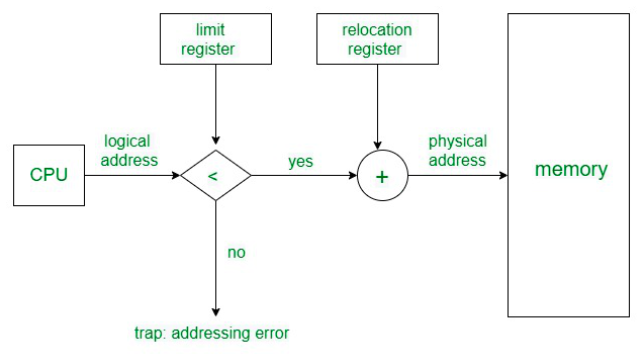 limit
register
relocation
register
CPU
logical
address
<
yes
+
physical
address
memory
no
trap: addressing error